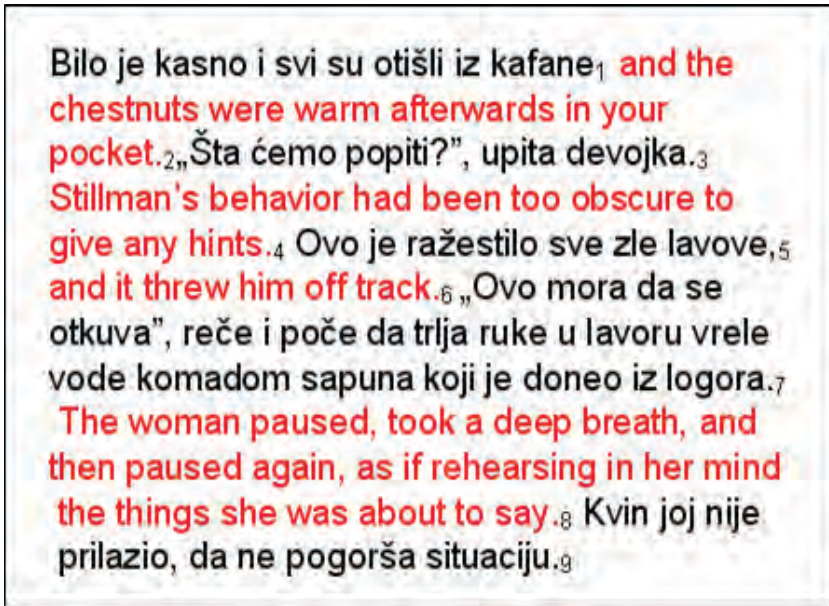 Bilo je kasno i svi su otišli iz kafane1 and the
chestnuts were warm afterwards in your
pocket.2„Šta ćemo popiti?”, upita devojka.3
Stillman's behavior had been too obscure to
give any hints.4 Ovo je ražestilo sve zle lavove,5
and it threw him off track.6 „Ovo mora da se
otkuva”, reče i poče da trlja ruke u lavoru vrele
vode komadom sapuna koji je doneo iz logora.7
The woman paused, took a deep breath, and
then paused again, as if rehearsing in her mind
the things she was about to say.8 Kvin joj nije
prilazio, da ne pogorša situaciju.9